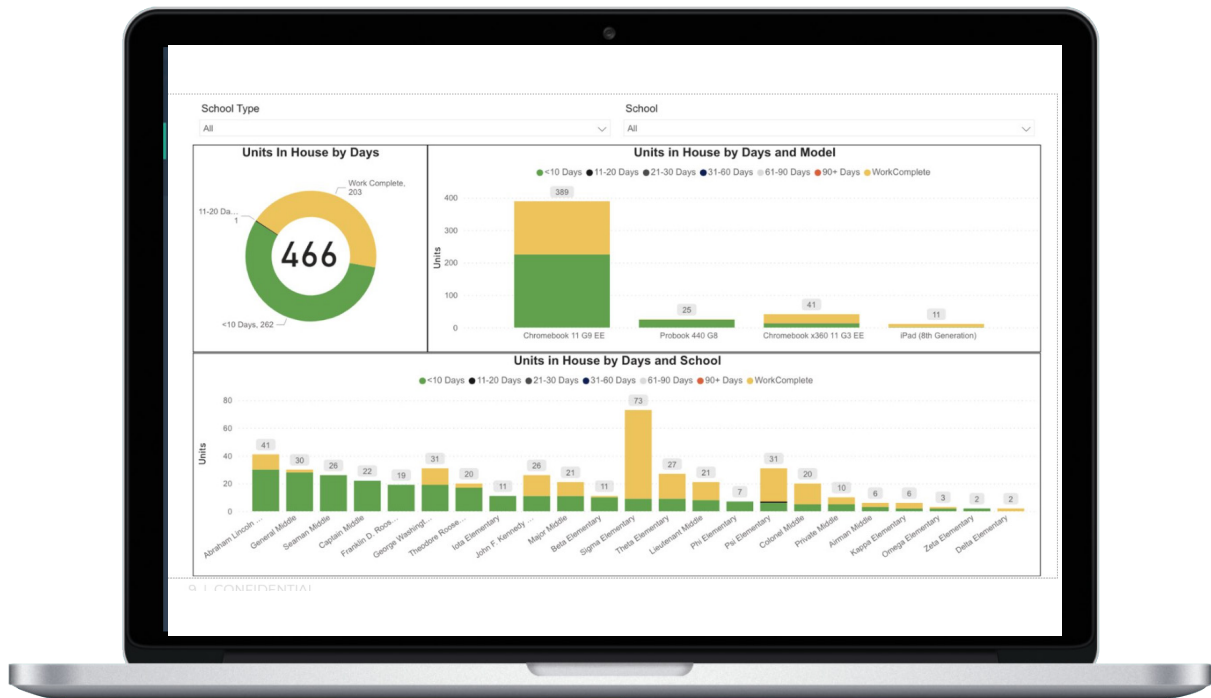 School Type
School
All
All
Units In House by Days
Work Complete,
203
11-20 Da...
1
466
<10 Days, 262
Units in House by Days and Model
<10 Days 11-20 Days 21-30 Days 31-60 Days 61-90 Days 90+ Days WorkComplete
Units
400
300
200
100
0
389
25
41
11
Chromebook 11 G9 EE
Probook 440 G8
Chromebook x360 11 G3 EE
iPad (8th Generation)
Units in House by Days and School
<10 Days 11-20 Days 21-30 Days 31-60 Days 61-90 Days 90+ Days WorkComplete
Units
80
60
40
20
0
41
30
26
22
19
31
20
11
26
21
11
73
27
21
7
31
20
10
6
6
3
2
2
Abraham Lincoln ...
General Middle
Seaman Middle
Captain Middle
Franklin D. Roos...
George Washingt...
Theodore Roose...
Iota Elementary
John F. Kennedy ...
Major Middle
Beta Elementary
Sigma Elementary
Theta Elementary
Lieutenant Middle
Phi Elementary
Psi Elementary
Colonel Middle
Private Middle
Airman Middle
Kappa Elementary
Omega Elementary
Zeta Elementary
Delta Elementary
9 | CONFIDENTIAL